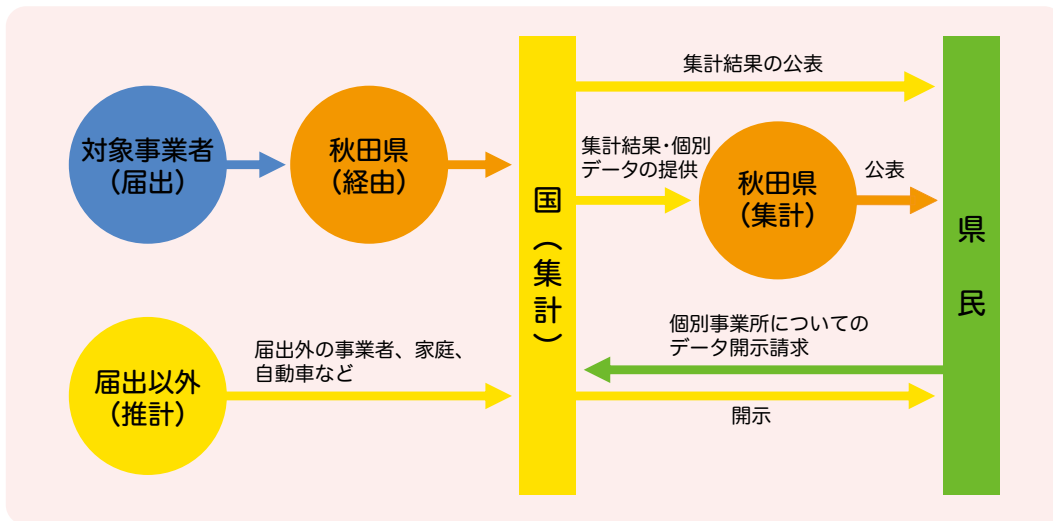 対象事業者
（届出）
秋田県
（経由）
国（集計）
集計結果の公表
集計結果・個別
データの提供
秋田県
（集計）
公表
県民
届出以外
（推計）
届出外の事業者、家庭、
自動車など
個別事業所についての
データ開示請求
開示